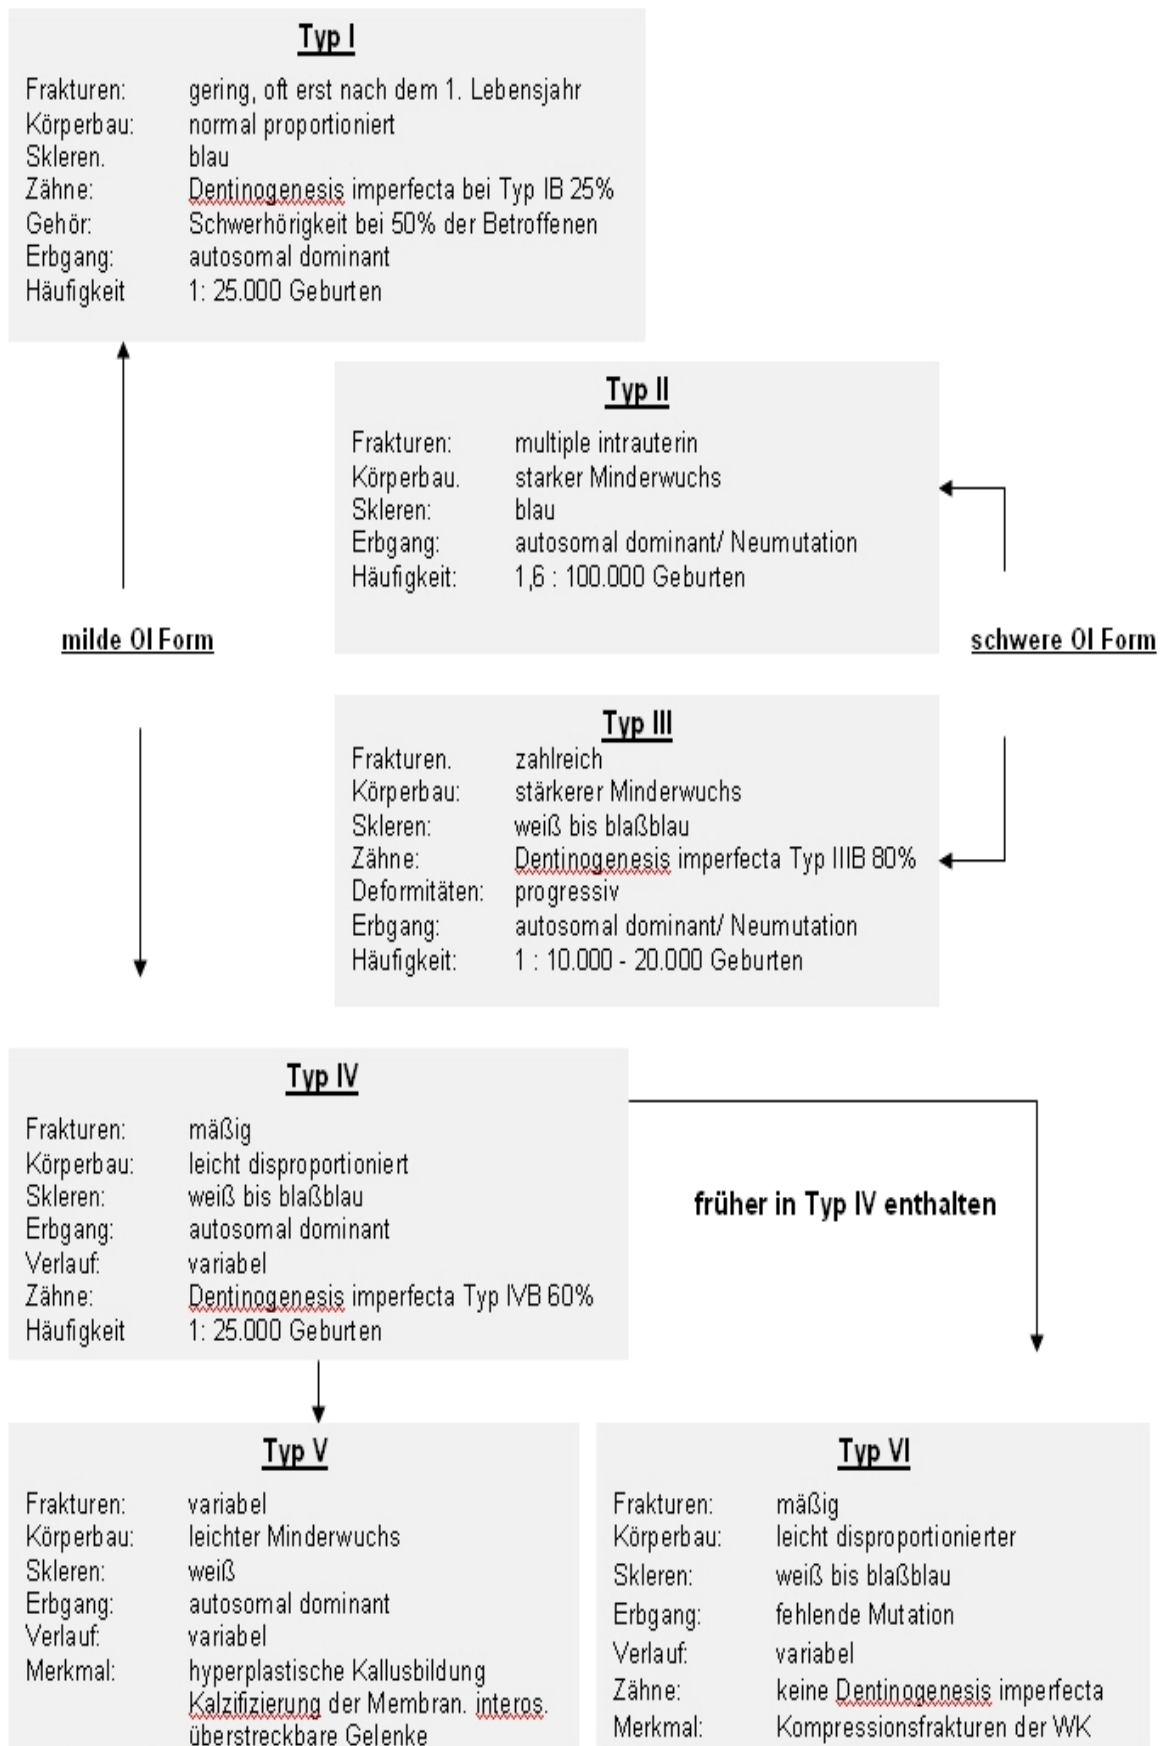 Typ I
Frakturen: gering, oft erst nach dem 1. Lebensjahr
Körperbau: normal proportioniert
Skleren. blau
Zähne: Dentinogenesis imperfecta bei Typ IB 25%
Gehör: Schwerhörigkeit bei 50% der Betroffenen
Erbgang: autosomal dominant
Häufigkeit 1: 25.000 Geburten
Typ II
Frakturen: multiple intrauterin
Körperbau. starker Minderwuchs
Skleren: blau
Erbgang: autosomal dominant/ Neumutation
Häufigkeit: 1,6 : 100.000 Geburten
milde OI Form
schwere OI Form
Typ III
Frakturen. zahlreich
Körperbau: stärkerer Minderwuchs
Skleren: weiß bis blaßblau
Zähne: Dentinogenesis imperfecta Typ IIIB 80%
Deformitäten: progressiv
Erbgang: autosomal dominant/ Neumutation
Häufigkeit: 1 : 10.000 - 20.000 Geburten
Typ IV
Frakturen: mäßig
Körperbau: leicht disproportioniert
Skleren: weiß bis blaßblau
Erbgang: autosomal dominant
Verlauf: variabel
Zähne: Dentinogenesis imperfecta Typ IVB 60%
Häufigkeit 1: 25.000 Geburten
früher in Typ IV enthalten
Typ V
Frakturen: variabel
Körperbau: leichter Minderwuchs
Skleren: weiß
Erbgang: autosomal dominant
Verlauf: variabel
Merkmal: hyperplastische Kallusbildung
Kalzifizierung der Membran. interos.
überstreckbare Gelenke
Typ VI
Frakturen: mäßig
Körperbau: leicht disproportionierter
Skleren: weiß bis blaßblau
Erbgang: fehlende Mutation
Verlauf: variabel
Zähne: keine Dentinogenesis imperfecta
Merkmal: Kompressionsfrakturen der WK